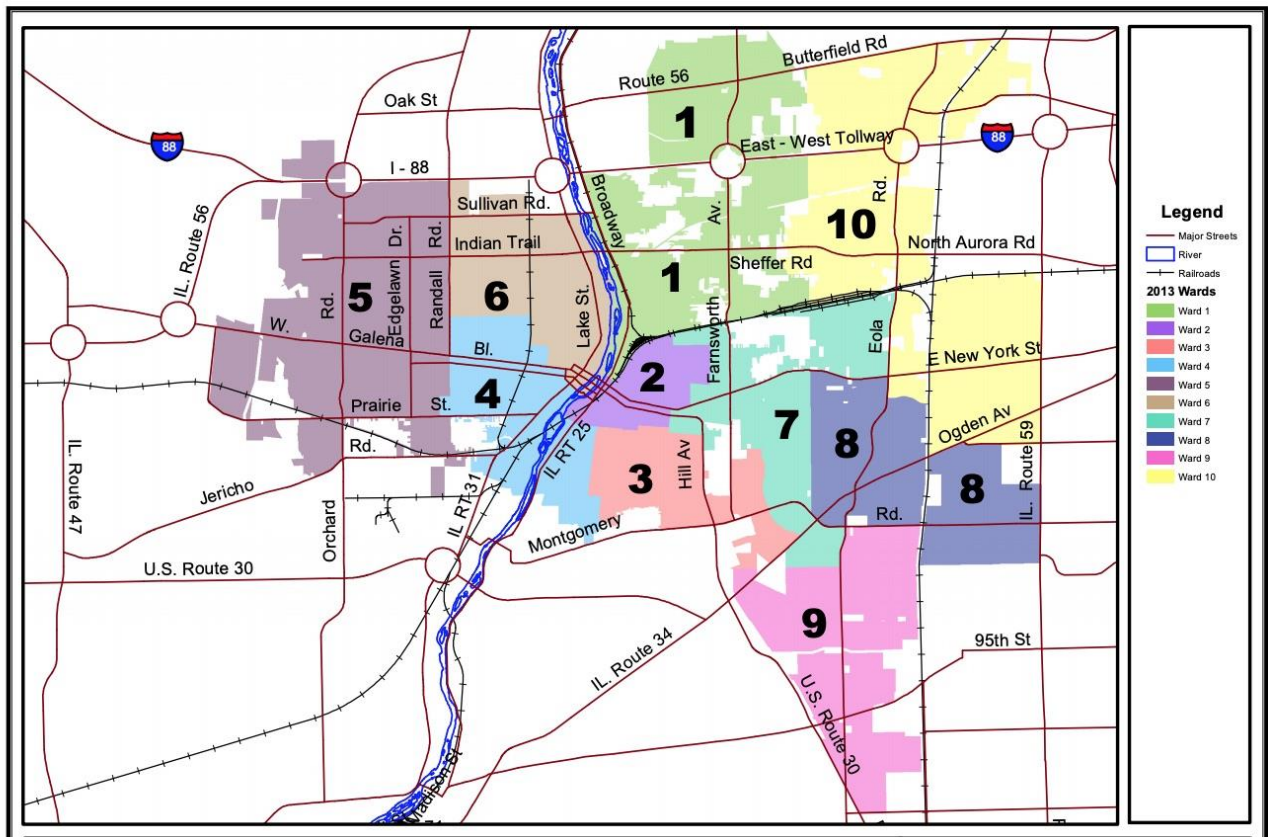 Butterfield Rd
Route 56
Oak St
1
88
East - West Tollway
88
I - 88
Sullivan Rd.
Broadway
Av.
Rd.
IL. Route 56
Dr.
Rd.
Indian Trail
10
North Aurora Rd
Sheffer Rd
1
5
6
Rd.
Edgelawn
Randall
Lake St.
Farnsworth
Eola
W.
Galena
Bl.
E New York St
2
4
Prairie
St.
7
Ogden Av
8
Rd.
IL RT 25
3
Hill Av
8
IL. Route 59
IL. Route 47
Jericho
Orchard
IL RT 31
Montgomery
Rd.
U.S. Route 30
9
IL. Route 34
95th St
U.S. Route 30
Madison St
Legend
Major Streets
River
Railroads
2013 Wards
Ward 1
Ward 2
Ward 3
Ward 4
Ward 5
Ward 6
Ward 7
Ward 8
Ward 9
Ward 10